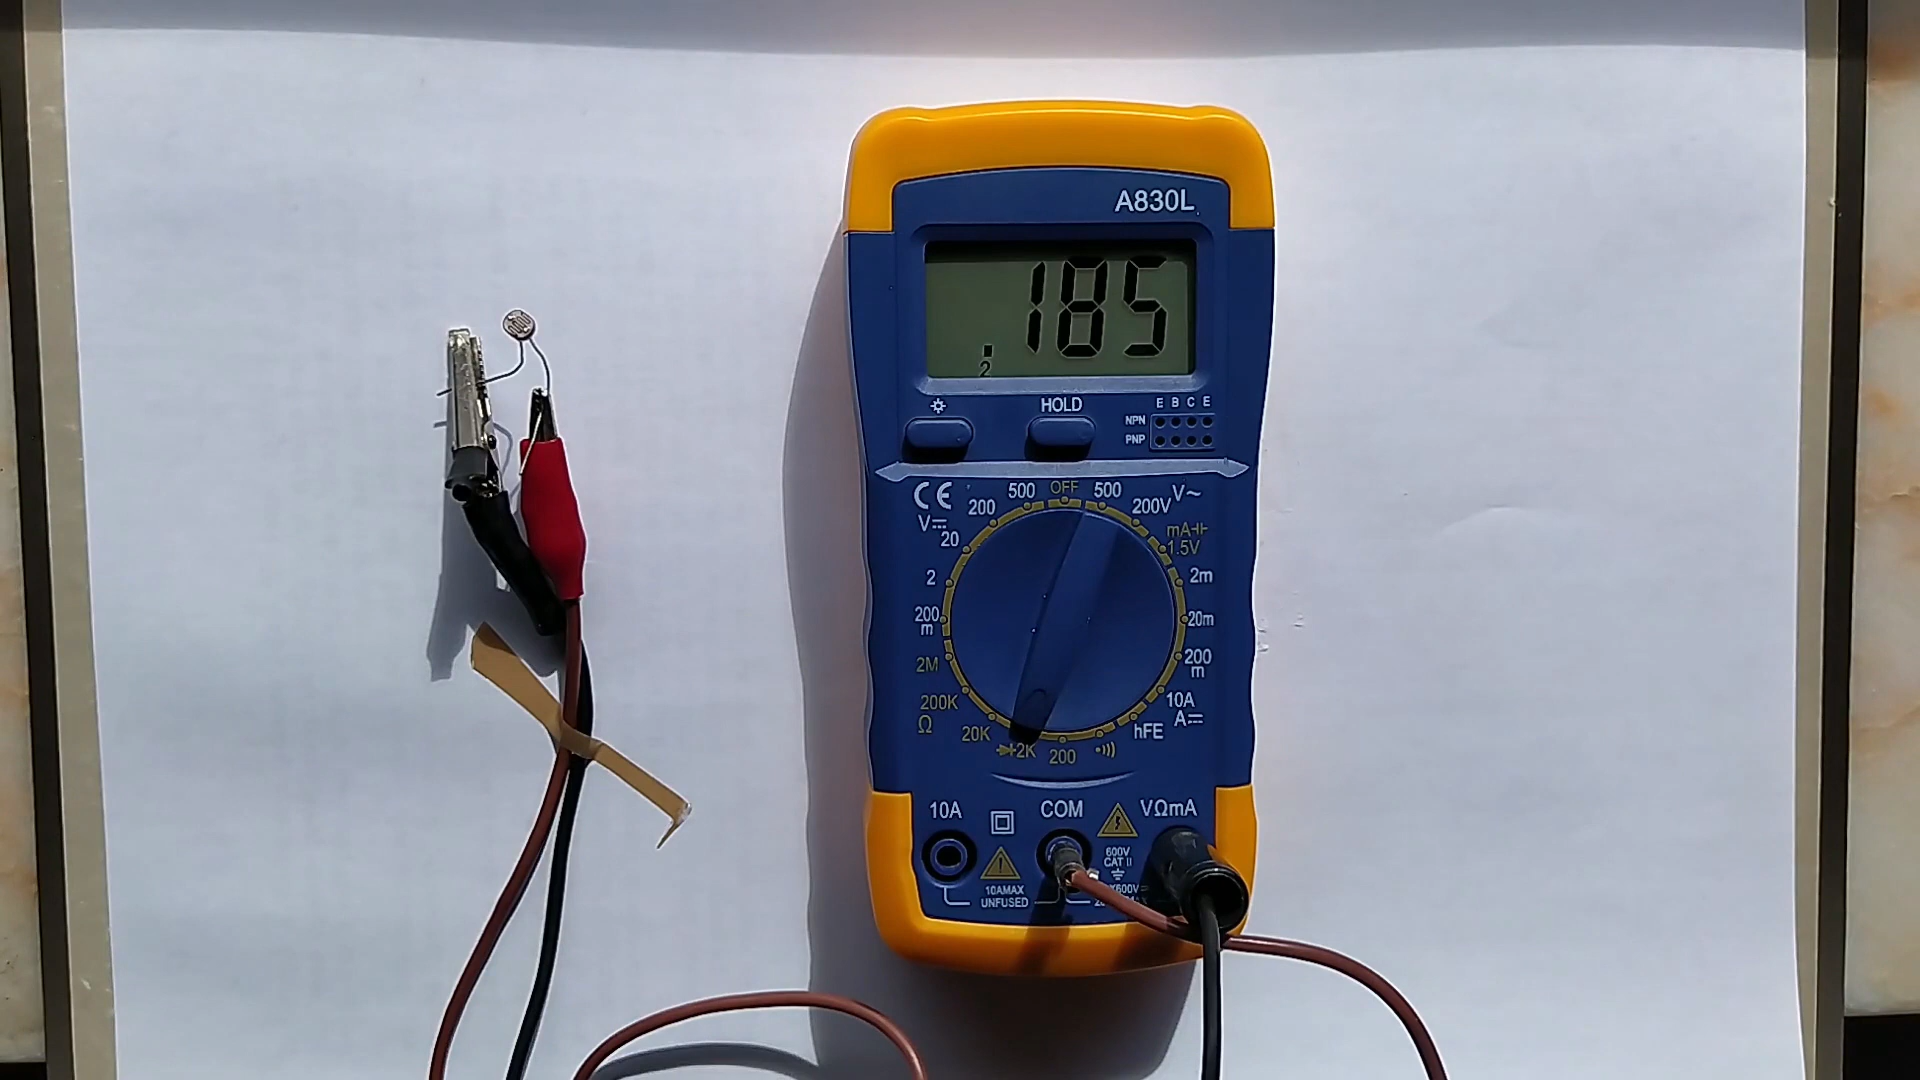 A830L
.185
2
HOLD
E B C E
NPN
PNP
CE
V
200
500
OFF
500
200V
V~
20
mA
1.5V
2
2m
200
m
20m
2M
200
m
200K
Ω
10A
A
20K
2K
200
hFE
10A
COM
VΩmA
600V
CAT II
10AMAX
UNFUSED